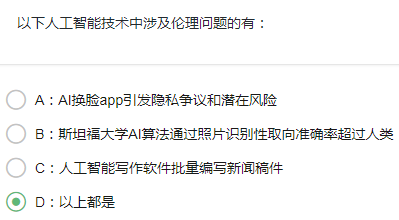 以下人工智能技术中涉及伦理问题的有：
A：AI换脸app引发隐私争议和潜在风险
B：斯坦福大学AI算法通过照片识别性取向准确率超过人类
C：人工智能写作软件批量编写新闻稿件
D：以上都是